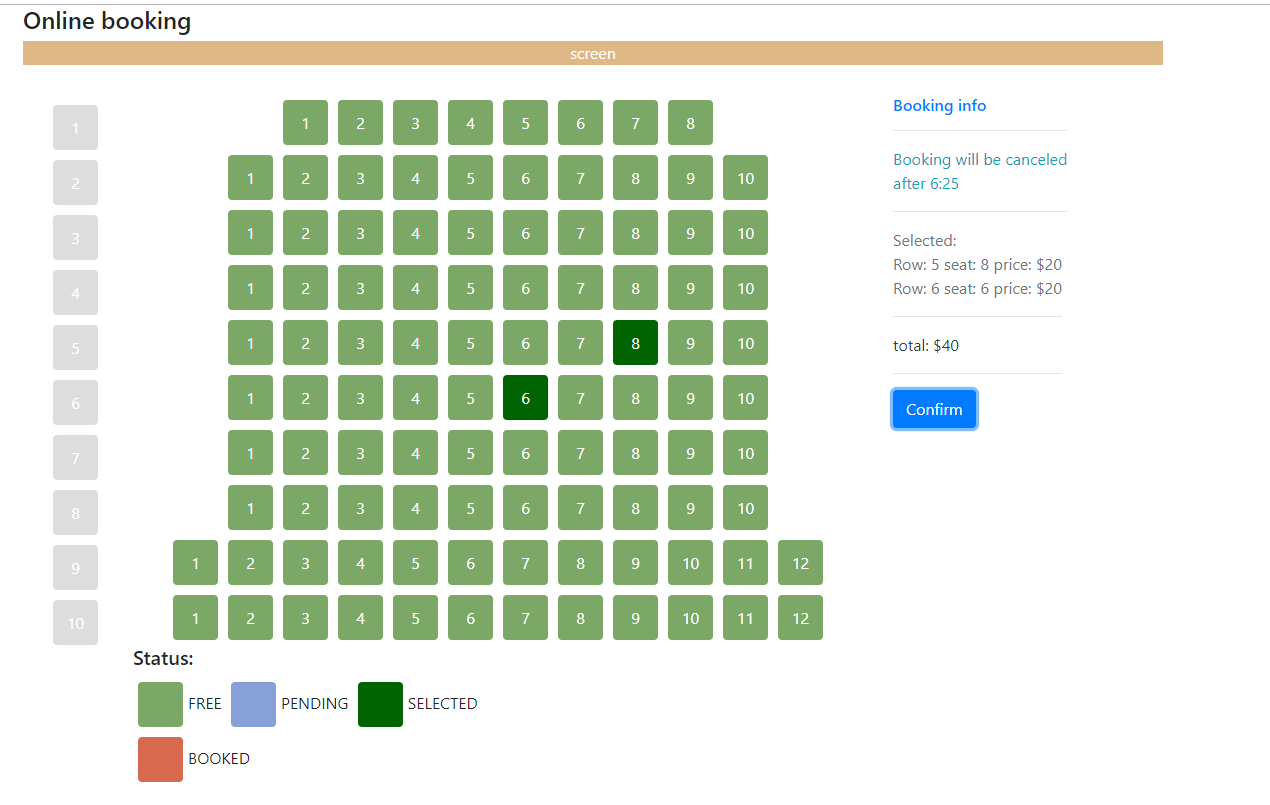 Online booking
screen
1 1 2 3 4 5 6 7 8
2 1 2 3 4 5 6 7 8 9 10
3 1 2 3 4 5 6 7 8 9 10
4 1 2 3 4 5 6 7 8 9 10
5 1 2 3 4 5 6 7 8 9 10
6 1 2 3 4 5 6 7 8 9 10
7 1 2 3 4 5 6 7 8 9 10
8 1 2 3 4 5 6 7 8 9 10
9 1 2 3 4 5 6 7 8 9 10 11 12
10 1 2 3 4 5 6 7 8 9 10 11 12
Status:
FREE PENDING SELECTED
BOOKED
Booking info
Booking will be canceled
after 6:25
Selected:
Row: 5 seat: 8 price: $20
Row: 6 seat: 6 price: $20
total: $40
Confirm